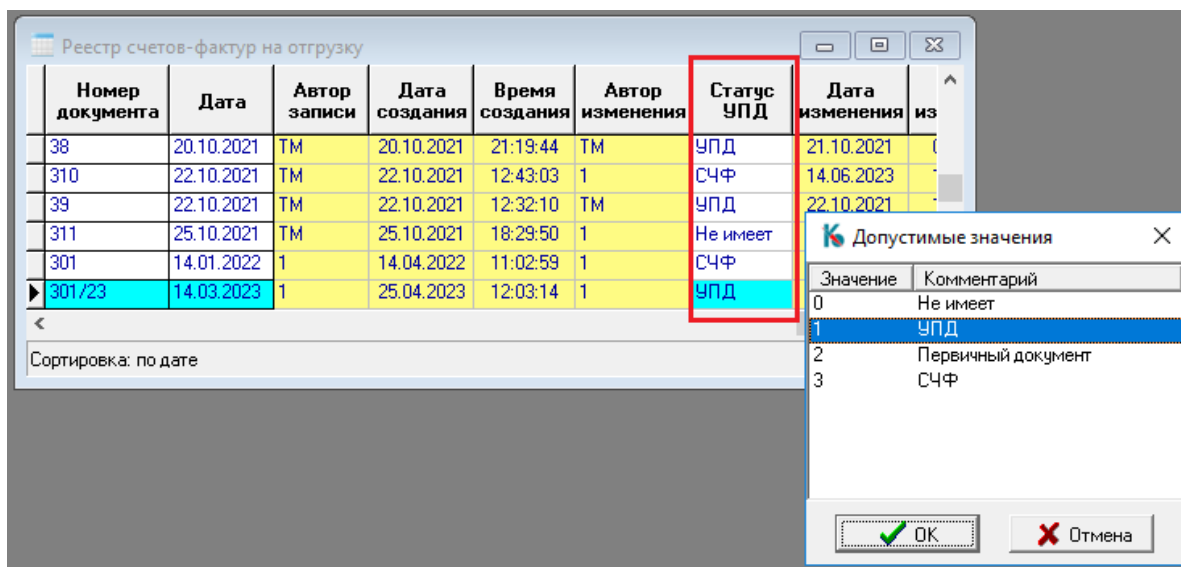 Реестр счетов-фактур на отгрузку
Номер документа Дата Автор записи Дата создания Время создания Автор изменения Статус УПД Дата изменения из
38 20.10.2021 ТМ 20.10.2021 21:19:44 ТМ УПД 21.10.2021
310 22.10.2021 ТМ 22.10.2021 12:43:03 1 СЧФ 14.06.2023
39 22.10.2021 ТМ 22.10.2021 12:32:10 ТМ УПД 22.10.2021
311 25.10.2021 ТМ 25.10.2021 18:29:50 1 Не имеет
301 14.01.2022 1 14.04.2022 11:02:59 1 СЧФ
301/23 14.03.2023 1 25.04.2023 12:03:14 1 УПД
Сортировка: по дате
Допустимые значения
Значение Комментарий
0 Не имеет
1 УПД
2 Первичный документ
3 СЧФ
OK Отмена